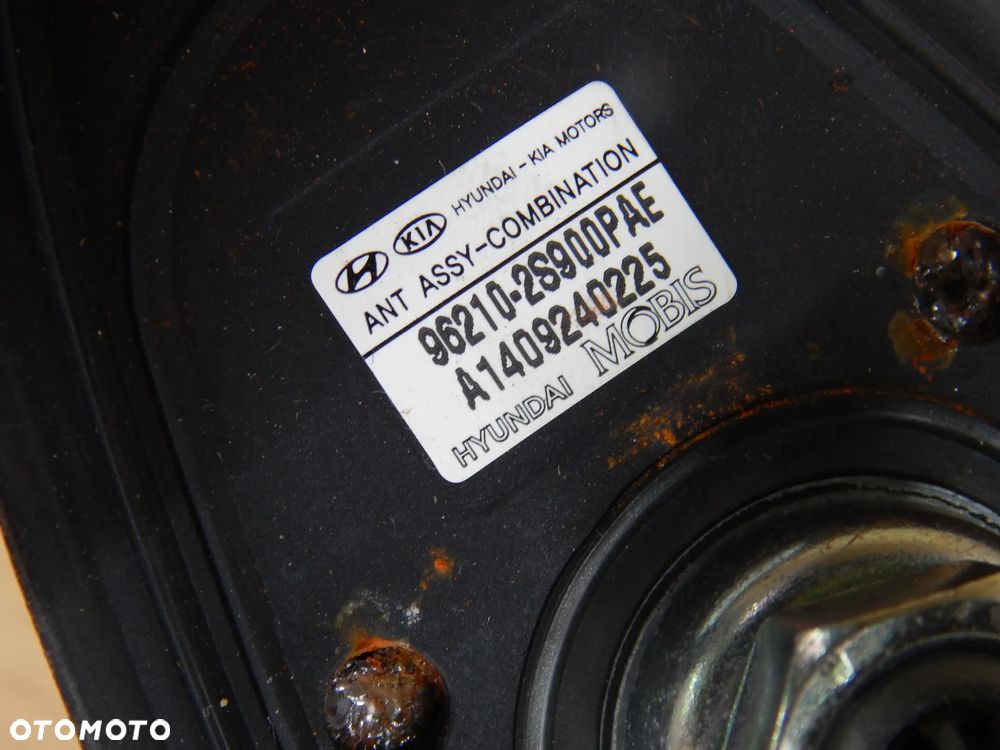 KIA HYUNDAI - KIA MOTORS
ANT ASSY-COMBINATION
96210-2S900PAE
A1409240225
HYUNDAI MOBIS
OTOMOTO